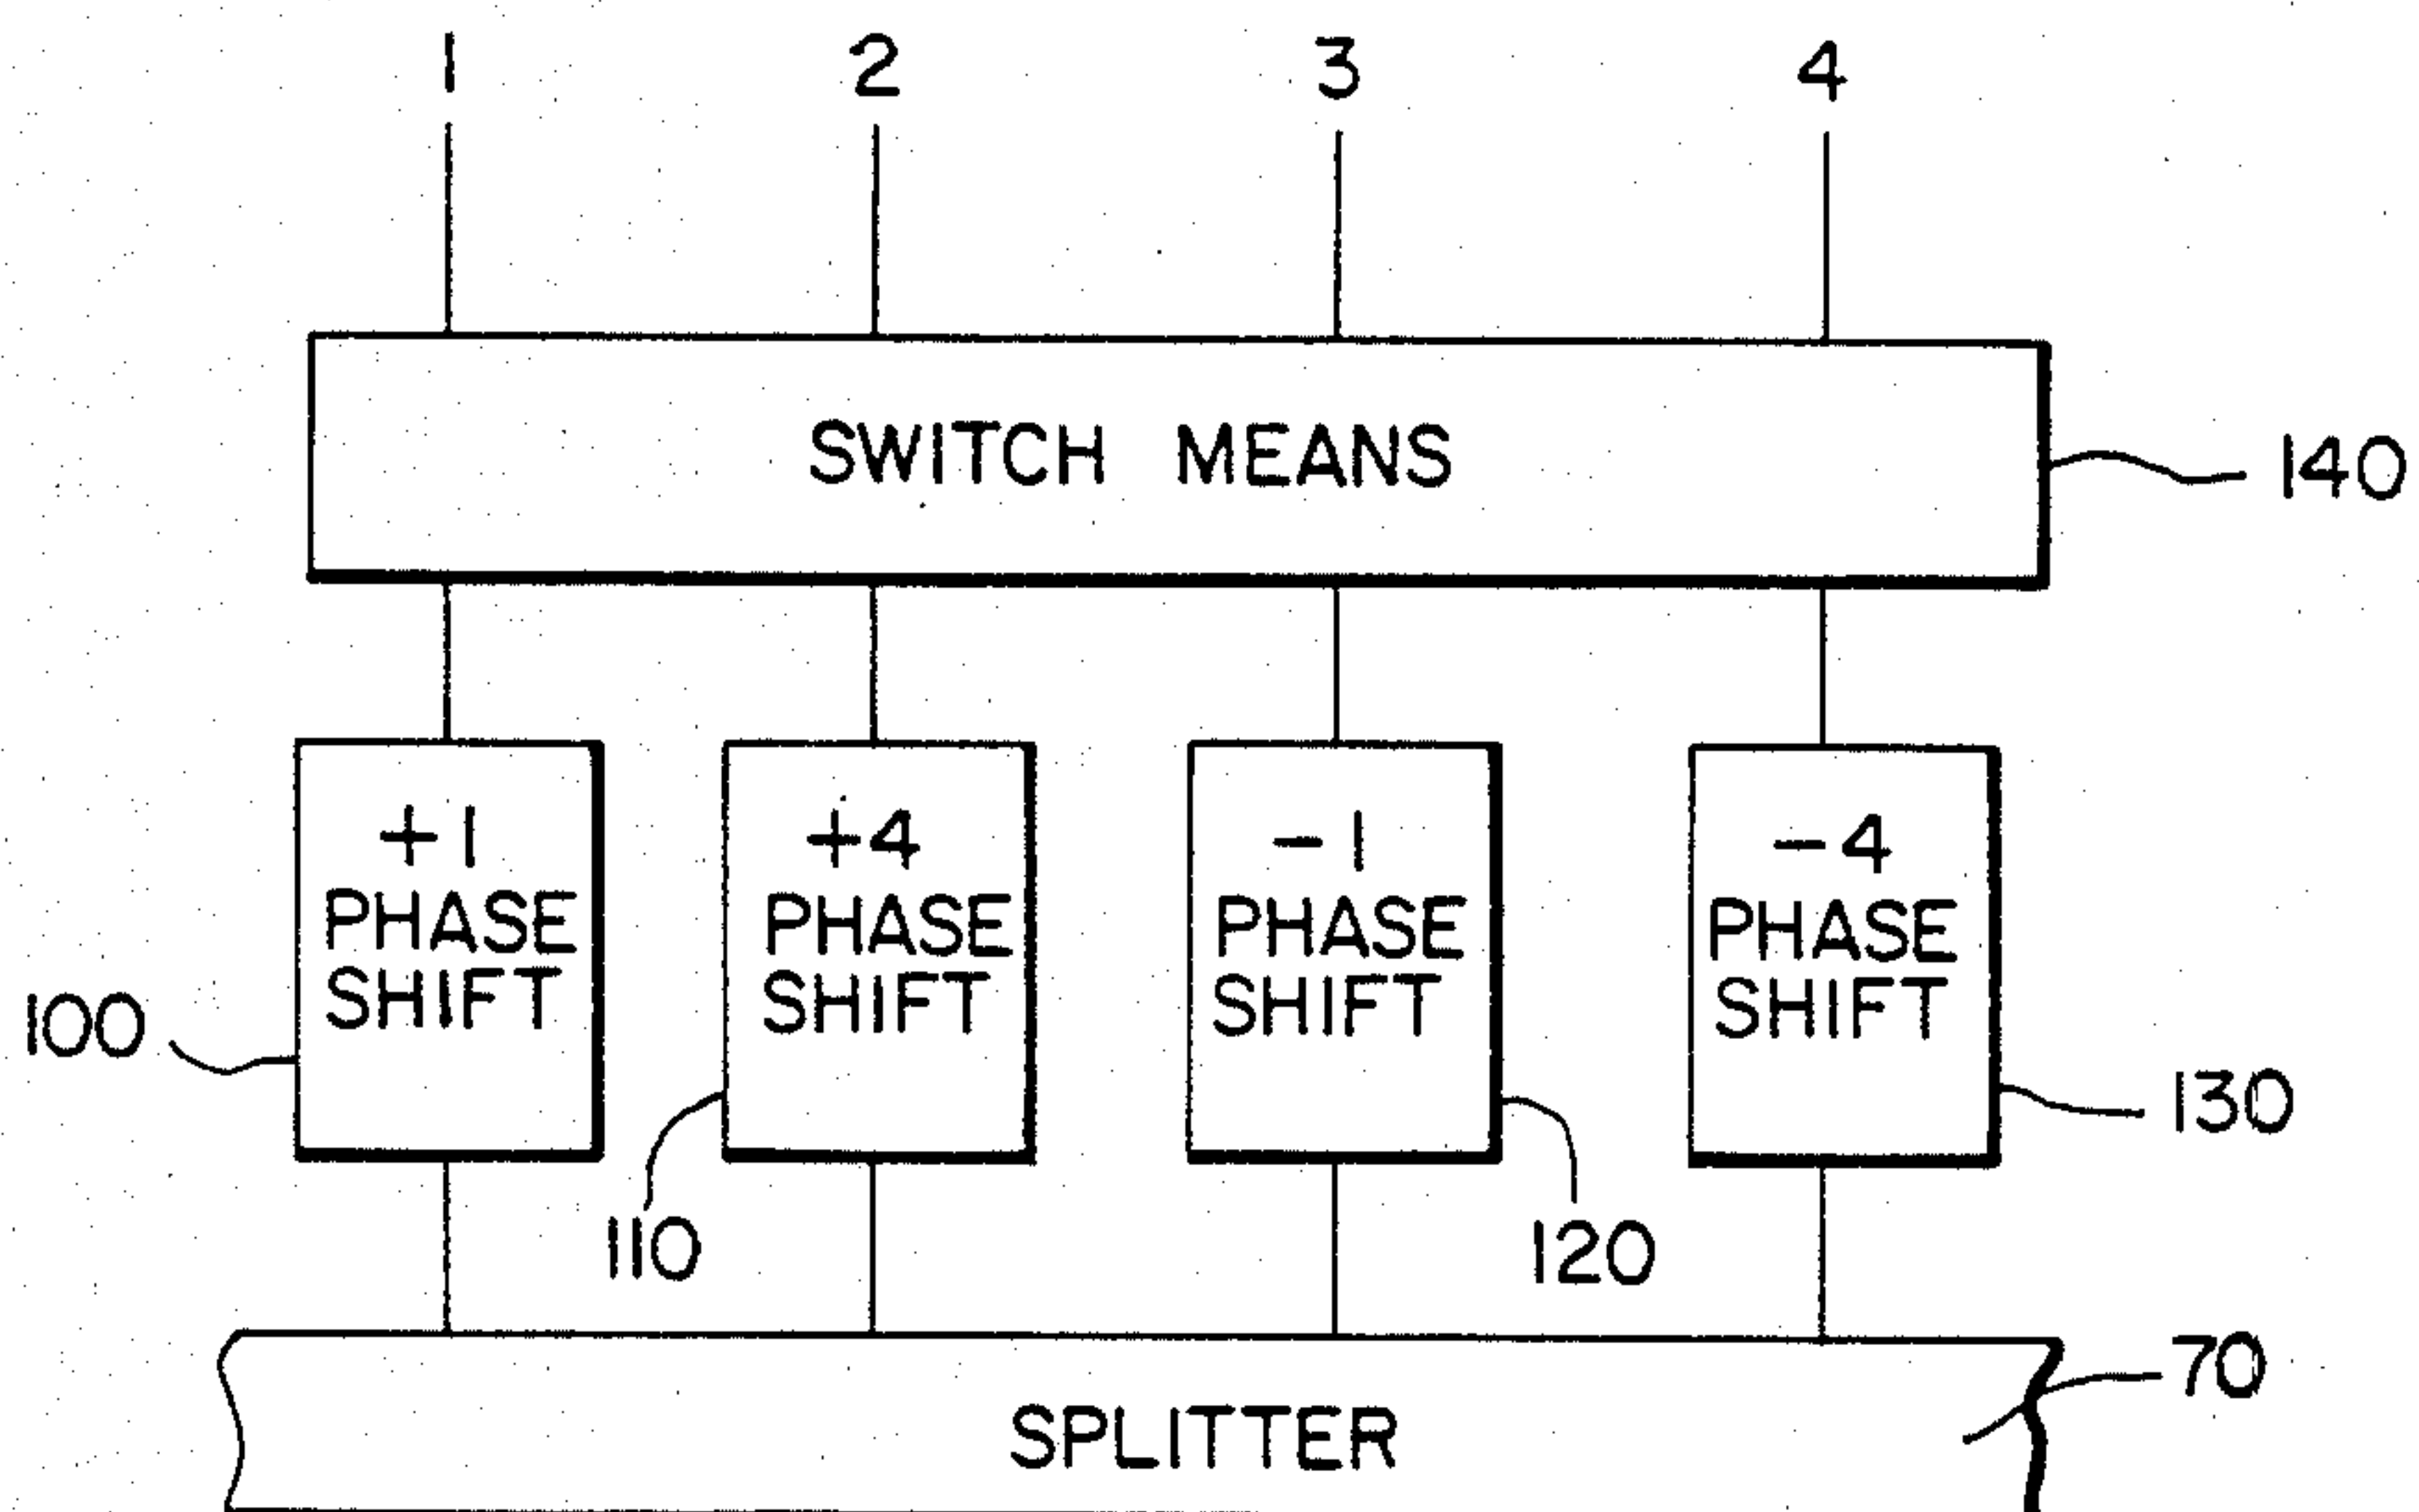 1 2 3 4
SWITCH MEANS
140
+1
PHASE
SHIFT
+4
PHASE
SHIFT
-1
PHASE
SHIFT
-4
PHASE
SHIFT
100
130
110
120
70
SPLITTER